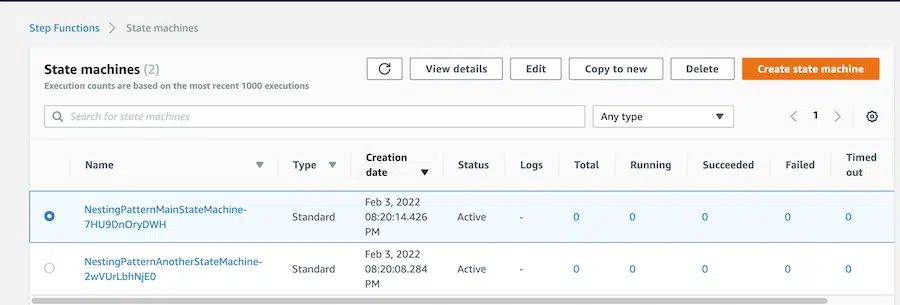 Step Functions > State machines
State machines (2)
Execution counts are based on the most recent 1000 executions
View details Edit Copy to new Delete Create state machine
Search for state machines Any type 1
Name Type Creation date Status Logs Total Running Succeeded Failed Timed out
NestingPatternMainStateMachine- Standard Feb 3, 2022 Active - 0 0 0 0 0
7HU9DnOryDWH 08:20:14.426
PM
NestingPatternAnotherStateMachine- Standard Feb 3, 2022 Active - 0 0 0 0 0
2wVUrLbhNjE0 08:20:08.284
PM